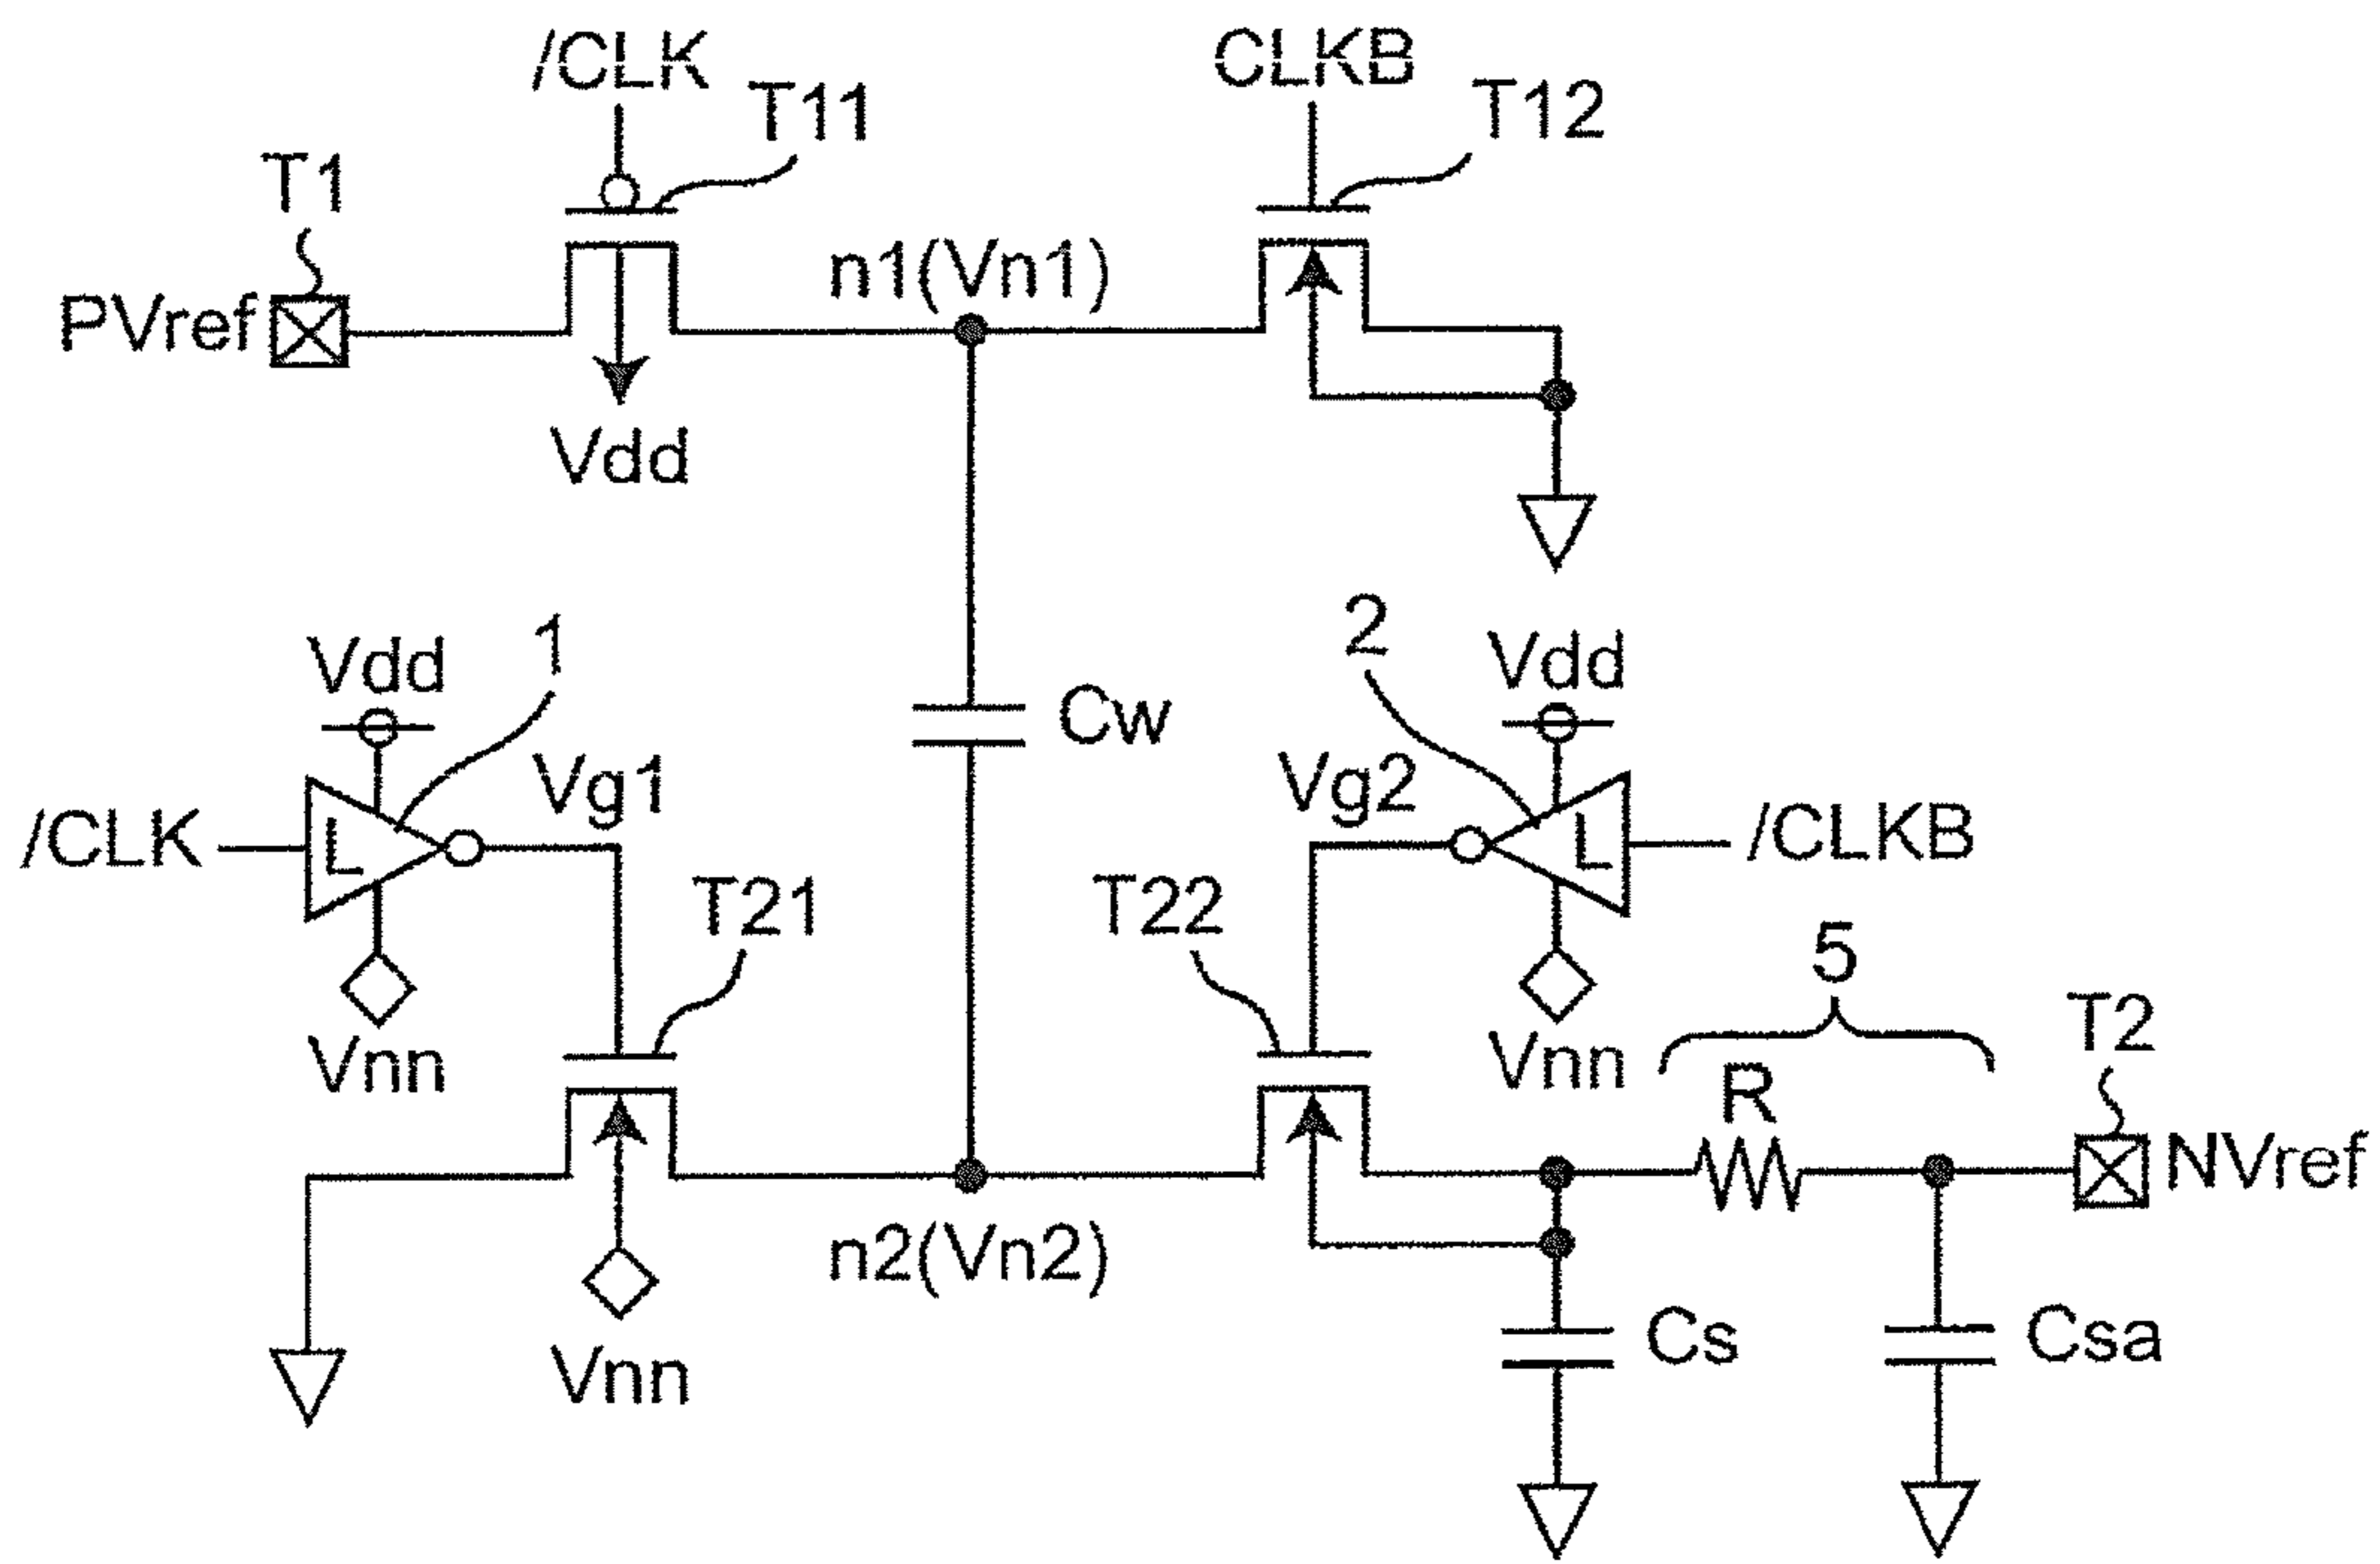 /CLK
CLKB
T11
T12
T1
n1(Vn1)
PVref
Vdd
1
2
Vdd
Vdd
Cw
Vg1
Vg2
/CLK
L
L
/CLKB
T21
T22
5
T2
Vnn
Vnn
R
NVref
n2(Vn2)
Vnn
Cs
Csa